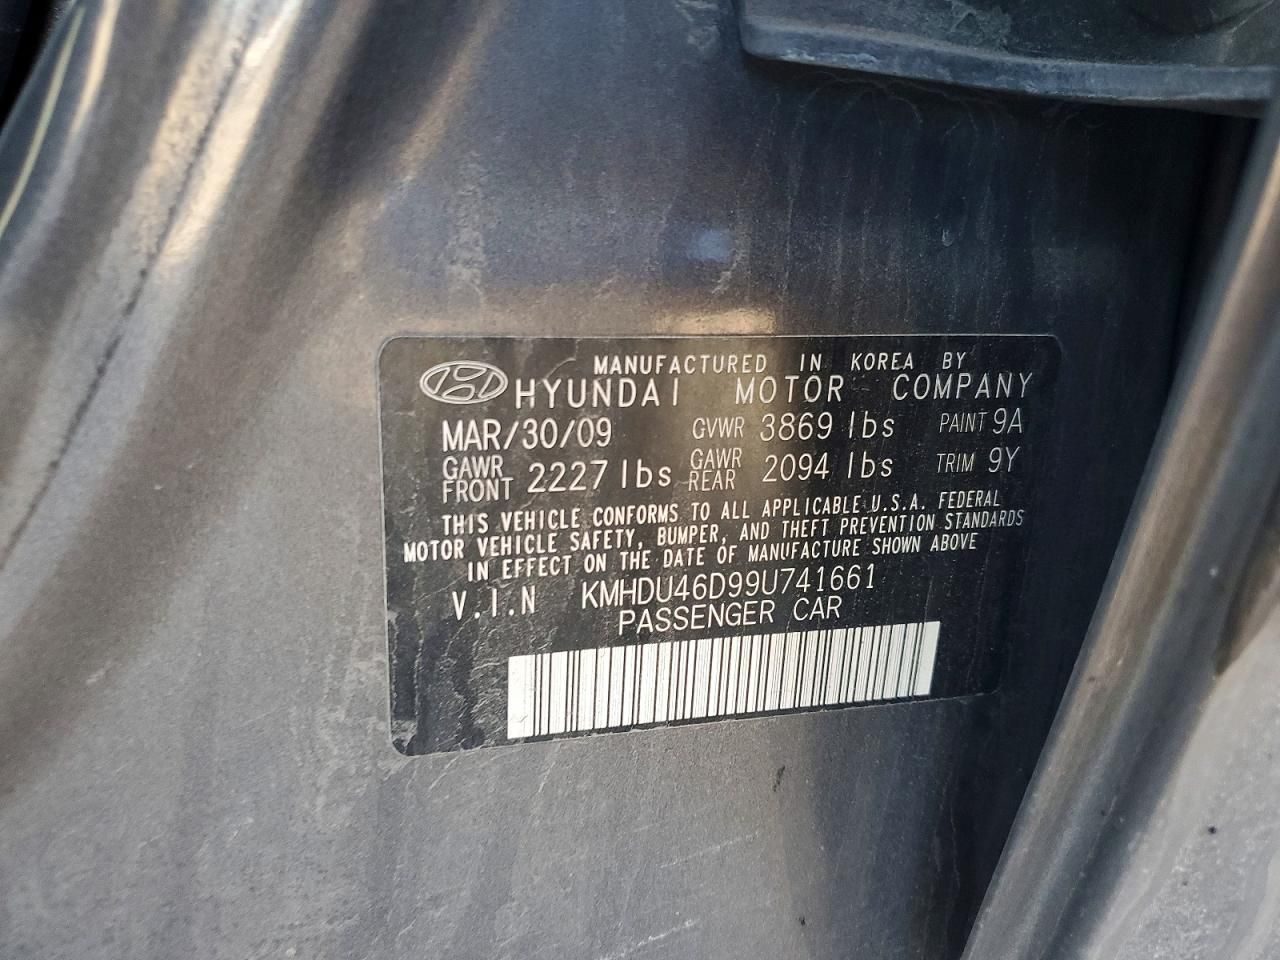 MANUFACTURED IN KOREA BY
HYUNDAI MOTOR COMPANY
MAR/30/09 GVWR 3869 lbs PAINT 9A
GAWR FRONT 2227 lbs GAWR REAR 2094 lbs TRIM 9Y
THIS VEHICLE CONFORMS TO ALL APPLICABLE U.S.A. FEDERAL
MOTOR VEHICLE SAFETY, BUMPER, AND THEFT PREVENTION STANDARDS
IN EFFECT ON THE DATE OF MANUFACTURE SHOWN ABOVE
V.I.N KMHDU46D99U741661
PASSENGER CAR